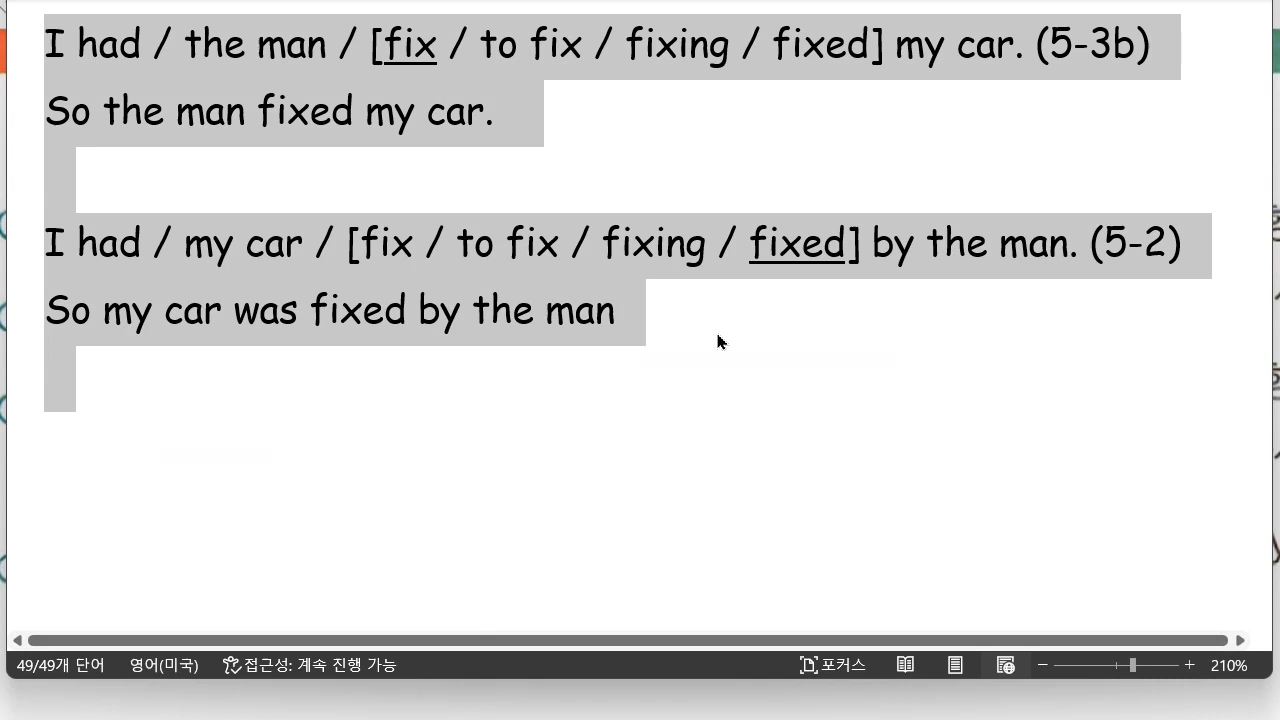 I had / the man / [fix / to fix / fixing / fixed] my car. (5-3b)
So the man fixed my car.
I had / my car / [fix / to fix / fixing / fixed] by the man. (5-2)
So my car was fixed by the man
49/49개 단어 영어(미국) 접근성: 계속 진행 가능 포커스 210%